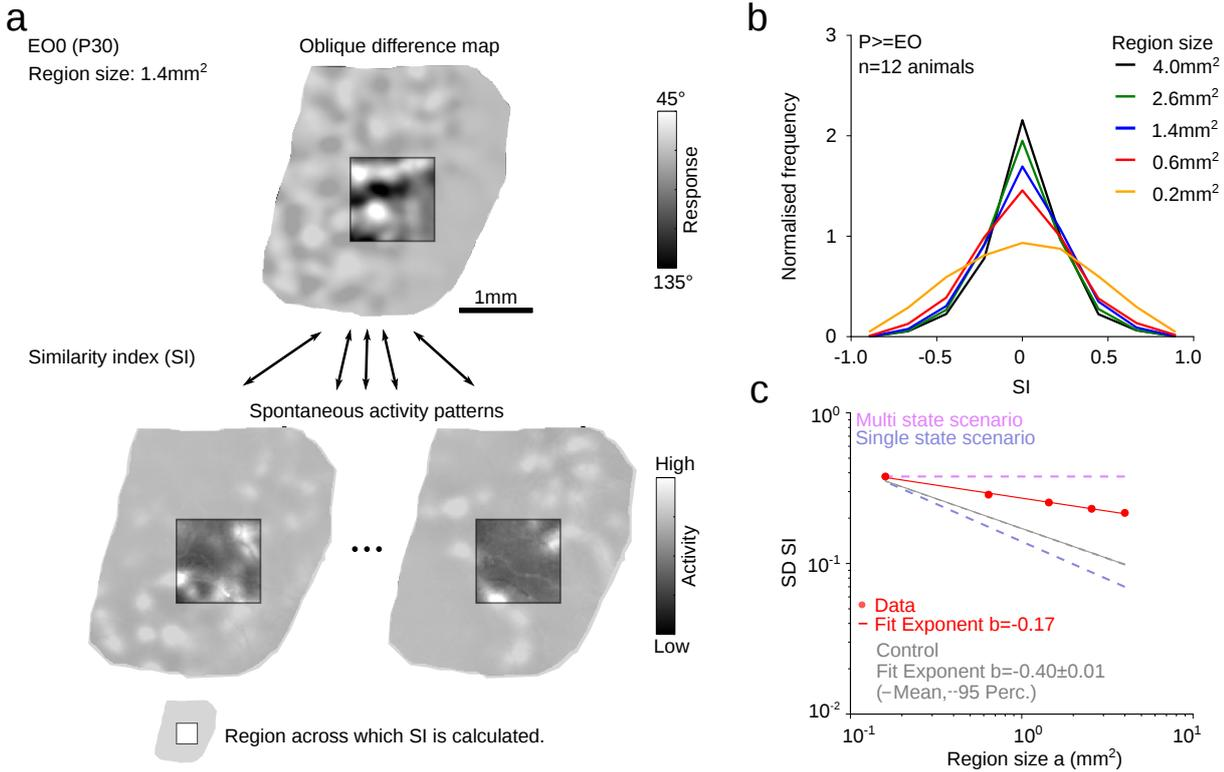 a
EO0 (P30)
Region size: 1.4mm²
Oblique difference map
45°
Response
135°
1mm
Similarity index (SI)
Spontaneous activity patterns
High
Activity
Low
Region across which SI is calculated.
b
P>=EO
n=12 animals
Region size
4.0mm²
2.6mm²
1.4mm²
0.6mm²
0.2mm²
Normalised frequency
3
2
1
0
-1.0 -0.5 0 0.5 1.0
SI
c
Multi state scenario
Single state scenario
SD SI
10⁰
10⁻¹
10⁻²
Data
Fit Exponent b=-0.17
Control
Fit Exponent b=-0.40±0.01
(−Mean,--95 Perc.)
10⁻¹ 10⁰ 10¹
Region size a (mm²)